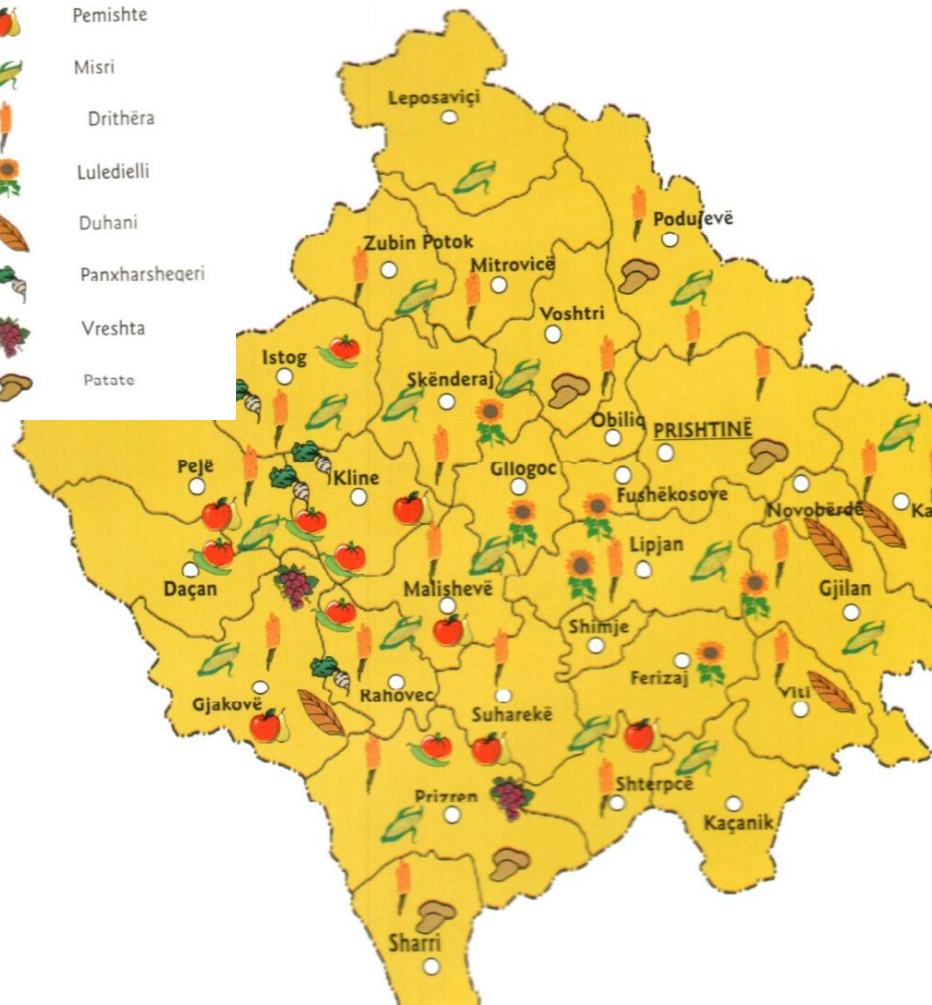 Pemishte
Misri
Drithëra
Luledielli
Duhani
Panxharsheqeri
Vreshta
Patate
Leposaviçi
Podujevë
Zubin Potok
Mitrovicë
Voshtri
Istog
Skënderaj
Obiliq
PRISHTINË
Pejë
Kline
Gllogoc
Fushëkosove
Novobërdë
Ka
Lipjan
Daçan
Malishevë
Gjilan
Shimje
Ferizaj
Viti
Gjakovë
Rahovec
Suharekë
Prizren
Shterpcë
Kaçanik
Sharri